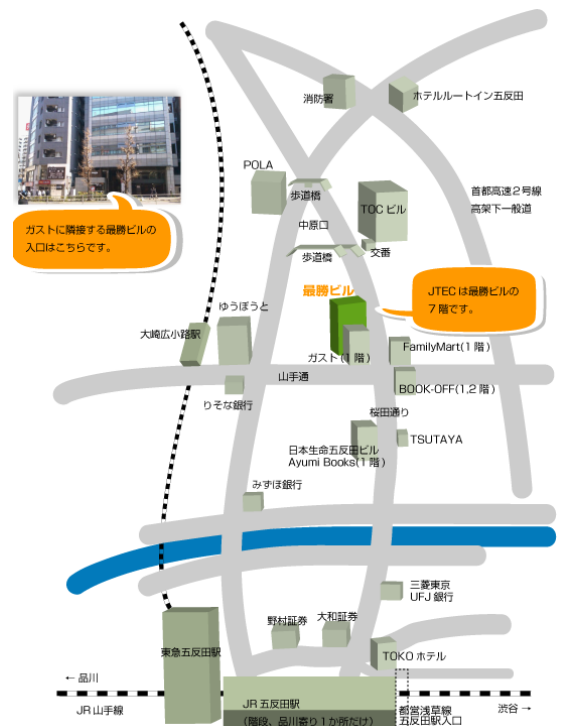 消防署
ホテルルートイン五反田
POLA
歩道橋
TOC ビル
首都高速2号線
高架下一般道
中原口
ガストに隣接する最勝ビルの
入口はこちらです。
歩道橋
交番
最勝ビル
JTEC は最勝ビルの
7 階です。
ゆうぽうと
大崎広小路駅
ガスト(1 階)
FamilyMart(1 階)
山手通
BOOK-OFF(1,2 階)
りそな銀行
桜田通り
TSUTAYA
日本生命五反田ビル
Ayumi Books(1 階)
みずほ銀行
三菱東京
UFJ 銀行
野村証券
大和証券
東急五反田駅
TOKO ホテル
← 品川
JR 山手線
JR 五反田駅
(階段、品川寄り1か所だけ)
都営浅草線
五反田駅入口
渋谷 →